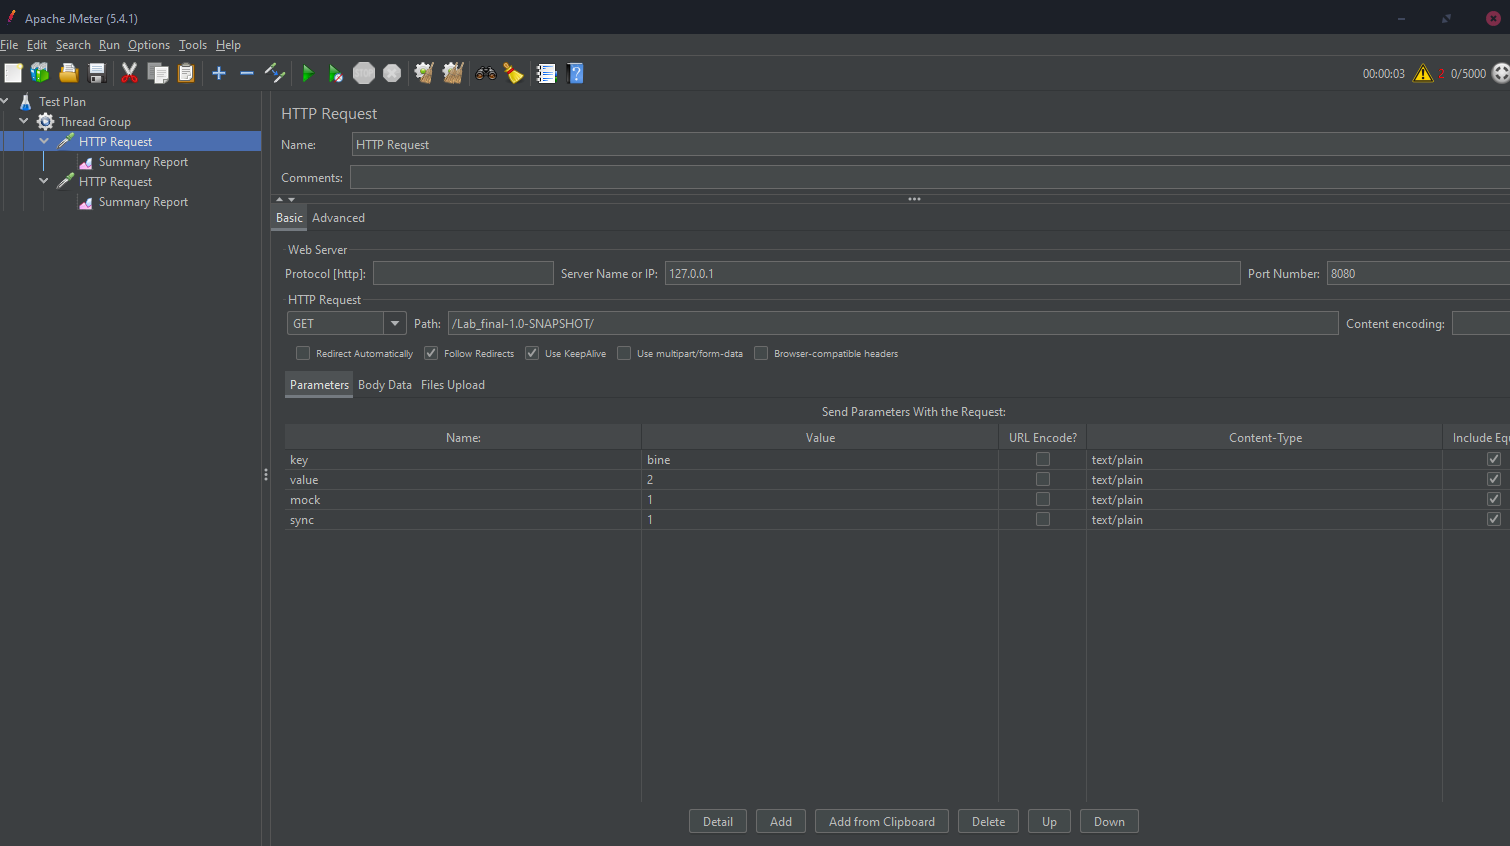 Apache JMeter (5.4.1)
File Edit Search Run Options Tools Help
00:00:03 2 0/5000
Test Plan
Thread Group
HTTP Request
Summary Report
HTTP Request
Summary Report
HTTP Request
Name: HTTP Request
Comments:
Basic Advanced
Web Server
Protocol [http]: Server Name or IP: 127.0.0.1 Port Number: 8080
HTTP Request
GET Path: /Lab_final-1.0-SNAPSHOT/ Content encoding:
Redirect Automatically Follow Redirects Use KeepAlive Use multipart/form-data Browser-compatible headers
Parameters Body Data Files Upload
Send Parameters With the Request:
Name: Value URL Encode? Content-Type Include Equ
key bine text/plain
value 2 text/plain
mock 1 text/plain
sync 1 text/plain
Detail Add Add from Clipboard Delete Up Down